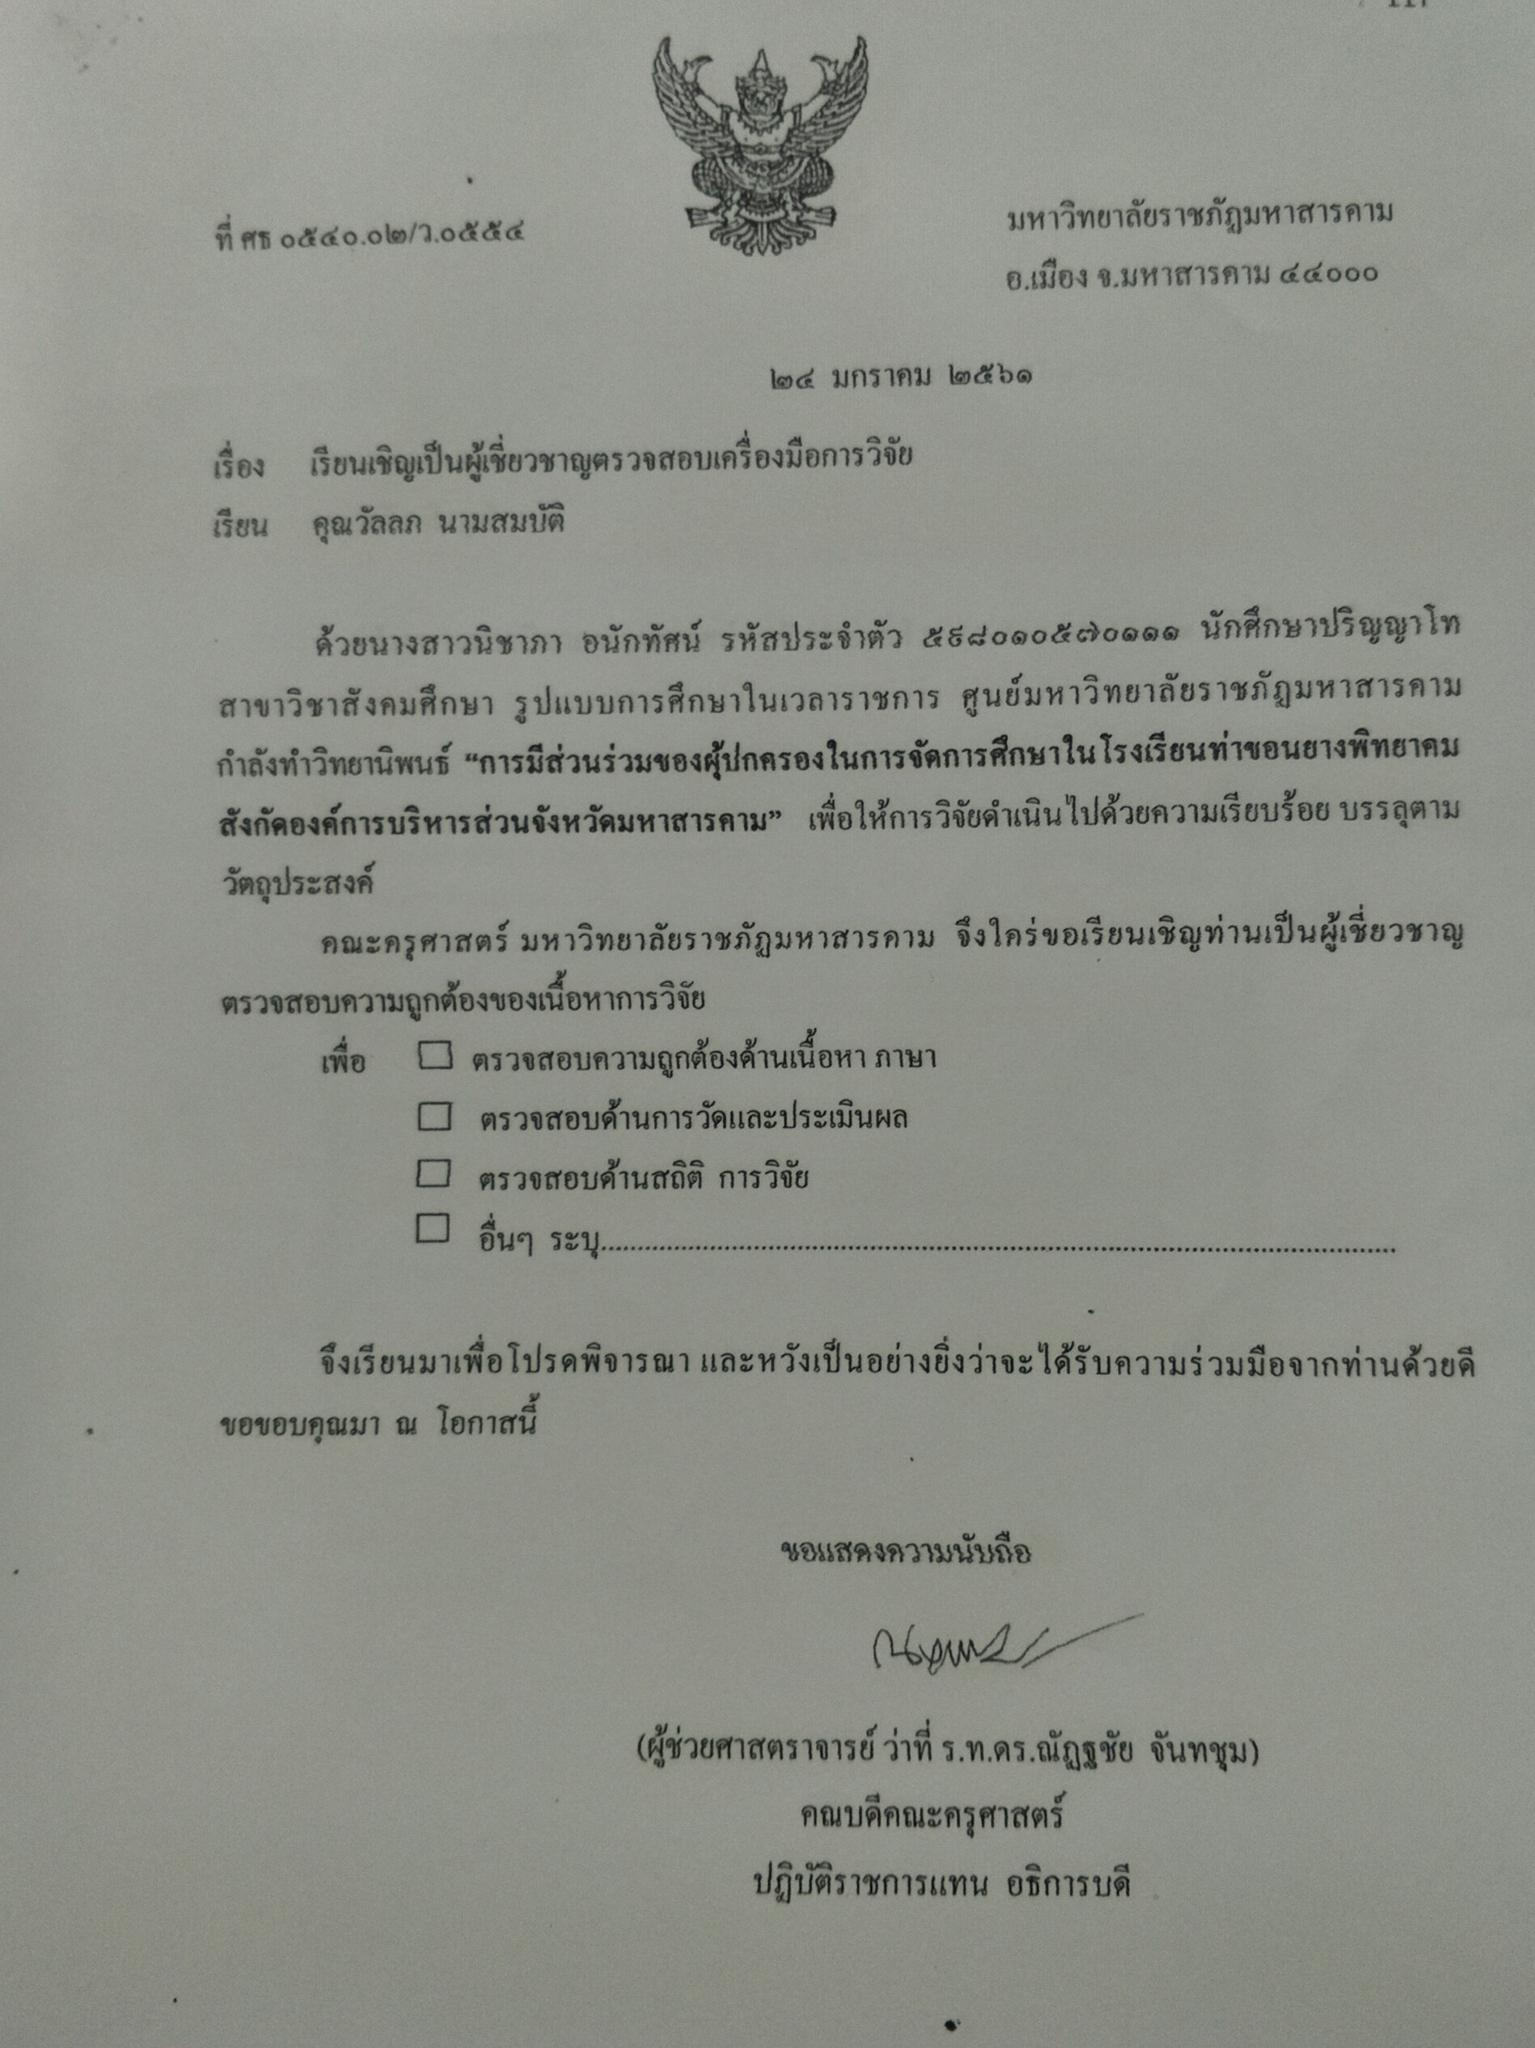 ที่ ศธ ๐๕๔๐.๐๒/ว.๐๕๕๔
มหาวิทยาลัยราชภัฏมหาสารคาม
อ.เมือง จ.มหาสารคาม ๔๔๐๐๐
๒๔ มกราคม ๒๕๖๑
เรื่อง เรียนเชิญเป็นผู้เชี่ยวชาญตรวจสอบเครื่องมือการวิจัย
เรียน คุณวัลลภ นามสมบัติ
ด้วยนางสาวนิชาภา อนักทัศน์ รหัสประจำตัว ๕๙๘๐๑๐๕๗๐๑๑๑ นักศึกษาปริญญาโท
สาขาวิชาสังคมศึกษา รูปแบบการศึกษาในเวลาราชการ ศูนย์มหาวิทยาลัยราชภัฏมหาสารคาม
กำลังทำวิทยานิพนธ์ “การมีส่วนร่วมของผุ้ปกครองในการจัดการศึกษาในโรงเรียนท่าขอนยางพิทยาคม
สังกัดองค์การบริหารส่วนจังหวัดมหาสารคาม” เพื่อให้การวิจัยดำเนินไปด้วยความเรียบร้อย บรรลุตาม
วัตถุประสงค์
คณะครุศาสตร์ มหาวิทยาลัยราชภัฏมหาสารคาม จึงใคร่ขอเรียนเชิญท่านเป็นผู้เชี่ยวชาญ
ตรวจสอบความถูกต้องของเนื้อหาการวิจัย
เพื่อ ตรวจสอบความถูกต้องด้านเนื้อหา ภาษา
ตรวจสอบด้านการวัดและประเมินผล
ตรวจสอบด้านสถิติ การวิจัย
อื่นๆ ระบุ............................................................
จึงเรียนมาเพื่อโปรดพิจารณา และหวังเป็นอย่างยิ่งว่าจะได้รับความร่วมมือจากท่านด้วยดี
ขอขอบคุณมา ณ โอกาสนี้
ขอแสดงความนับถือ
(ผู้ช่วยศาสตราจารย์ ว่าที่ ร.ท.ดร.ณัฏฐชัย จันทชุม)
คณบดีคณะครุศาสตร์
ปฏิบัติราชการแทน อธิการบดี